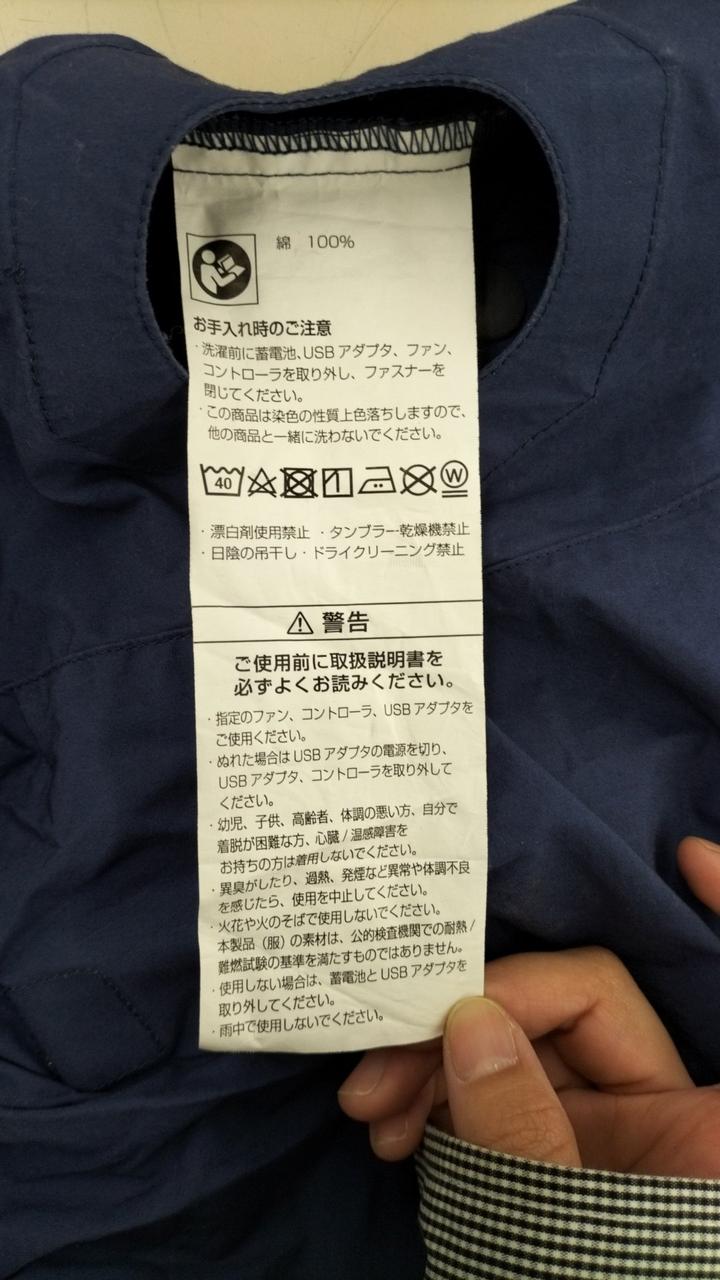 綿 100%
お手入れ時のご注意
・洗濯前に蓄電池、USBアダプタ、ファン、
コントローラを取り外し、ファスナーを
閉じてください。
・この商品は染色の性質上色落ちしますので、
他の商品と一緒に洗わないでください。
40 W
・漂白剤使用禁止 ・タンブラー乾燥機禁止
・日陰の吊干し・ドライクリーニング禁止
警告
ご使用前に取扱説明書を
必ずよくお読みください。
・指定のファン、コントローラ、USBアダプタを
ご使用ください。
・ぬれた場合はUSBアダプタの電源を切り、
USBアダプタ、コントローラを取り外して
ください。
・幼児、子供、高齢者、体調の悪い方、自分で
着脱が困難な方、心臓/温感障害を
お持ちの方は着用しないでください。
・異臭がしたり、過熱、発煙など異常や体調不良
を感じたら、使用を中止してください。
・火花や火のそばで使用しないでください。
本製品（服）の素材は、公的検査機関での耐熱/
難燃試験の基準を満たすものではありません。
・使用しない場合は、蓄電池とUSBアダプタを
取り外してください。
・雨中で使用しないでください。